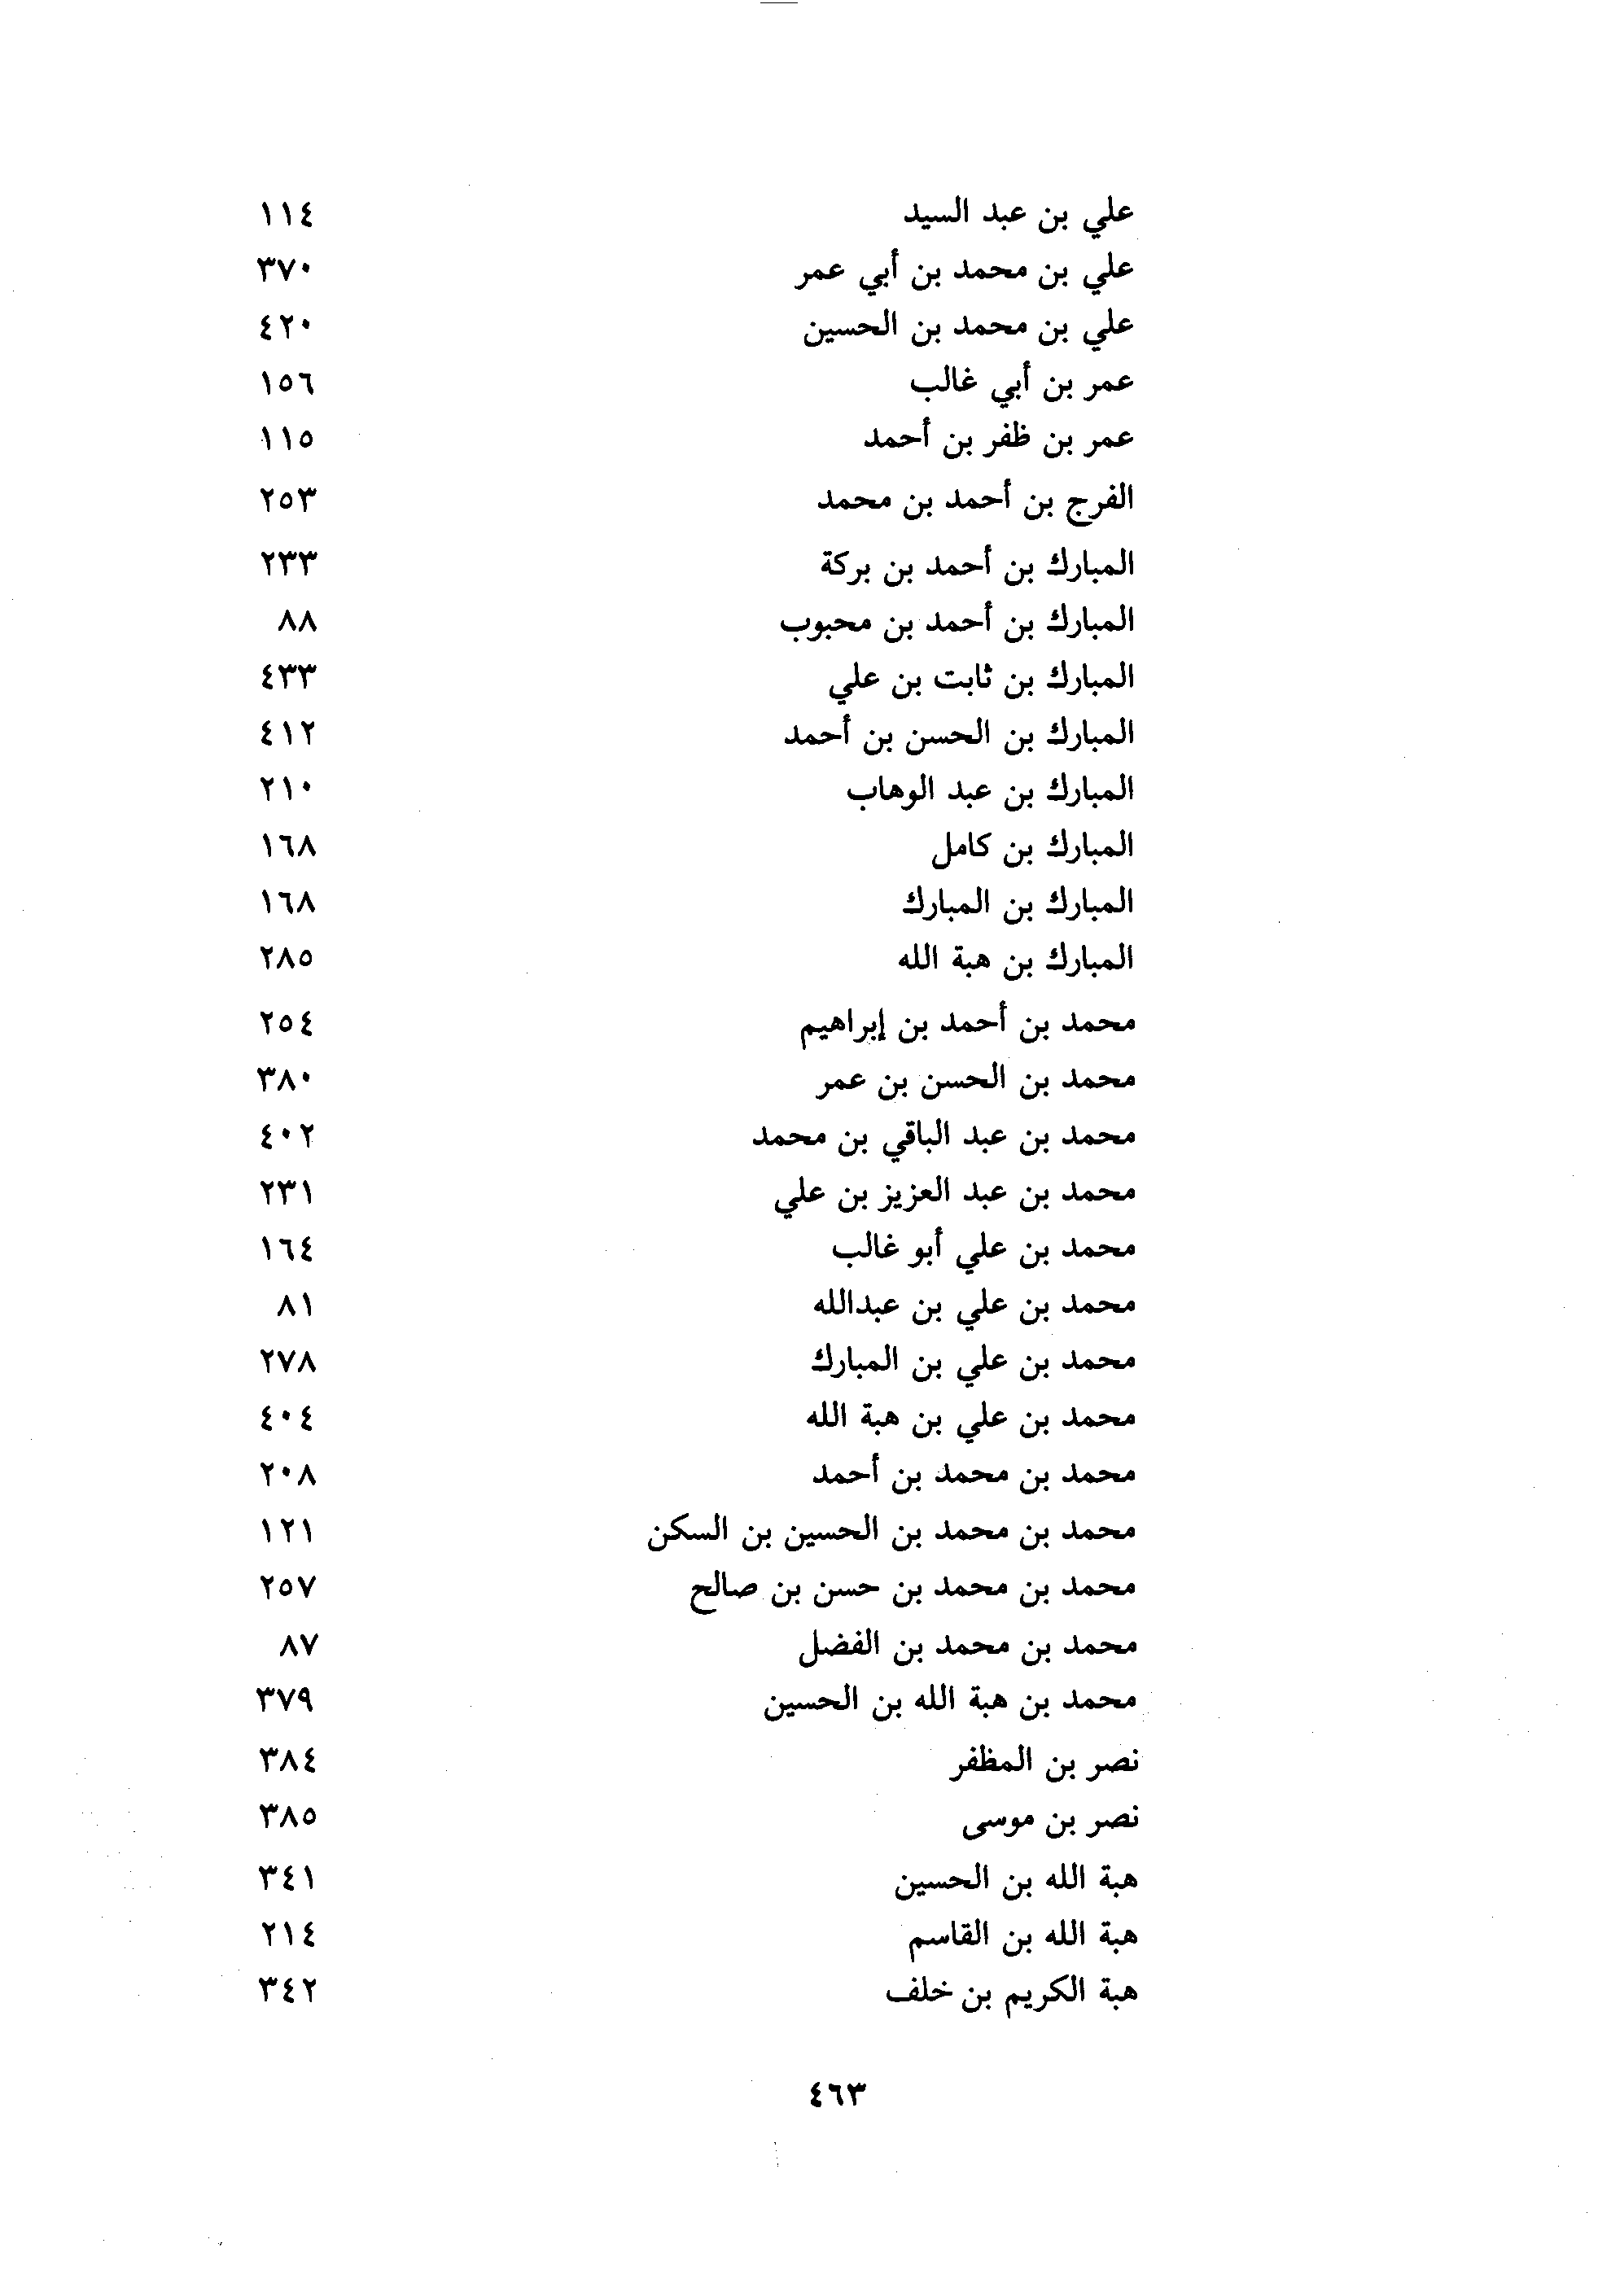 علي بن عبد السيد ١١٤
علي بن محمد بن أبي عمر ٣٧٠
علي بن محمد بن الحسين ٤٢٠
عمر بن أبي غالب ١٥٦
عمر بن ظفر بن أحمد ١١٥
الفرج بن أحمد بن محمد ٢٥٣
المبارك بن أحمد بن بركة ٢٣٣
المبارك بن أحمد بن محبوب ٨٨
المبارك بن ثابت بن علي ٤٣٣
المبارك بن الحسن بن أحمد ٤١٢
المبارك بن عبد الوهاب ٢١٠
المبارك بن كامل ١٦٨
المبارك بن المبارك ١٦٨
المبارك بن هبة الله ٢٨٥
محمد بن أحمد بن إبراهيم ٢٥٤
محمد بن الحسن بن عمر ٣٨٠
محمد بن عبد الباقي بن محمد ٤٠٢
محمد بن عبد العزيز بن علي ٢٣١
محمد بن علي أبو غالب ١٦٤
محمد بن علي بن عبدالله ٨١
محمد بن علي بن المبارك ٢٧٨
محمد بن علي بن هبة الله ٤٠٤
محمد بن محمد بن أحمد ٢٠٨
محمد بن محمد بن الحسين بن السكن ١٢١
محمد بن محمد بن حسن بن صالح ٢٥٧
محمد بن محمد بن الفضل ٨٧
محمد بن هبة الله بن الحسين ٣٧٩
نصر بن المظفر ٣٨٤
نصر بن موسى ٣٨٥
هبة الله بن الحسين ٣٤١
هبة الله بن القاسم ٢١٤
هبة الكريم بن خلف ٣٤٢
٤٦٣